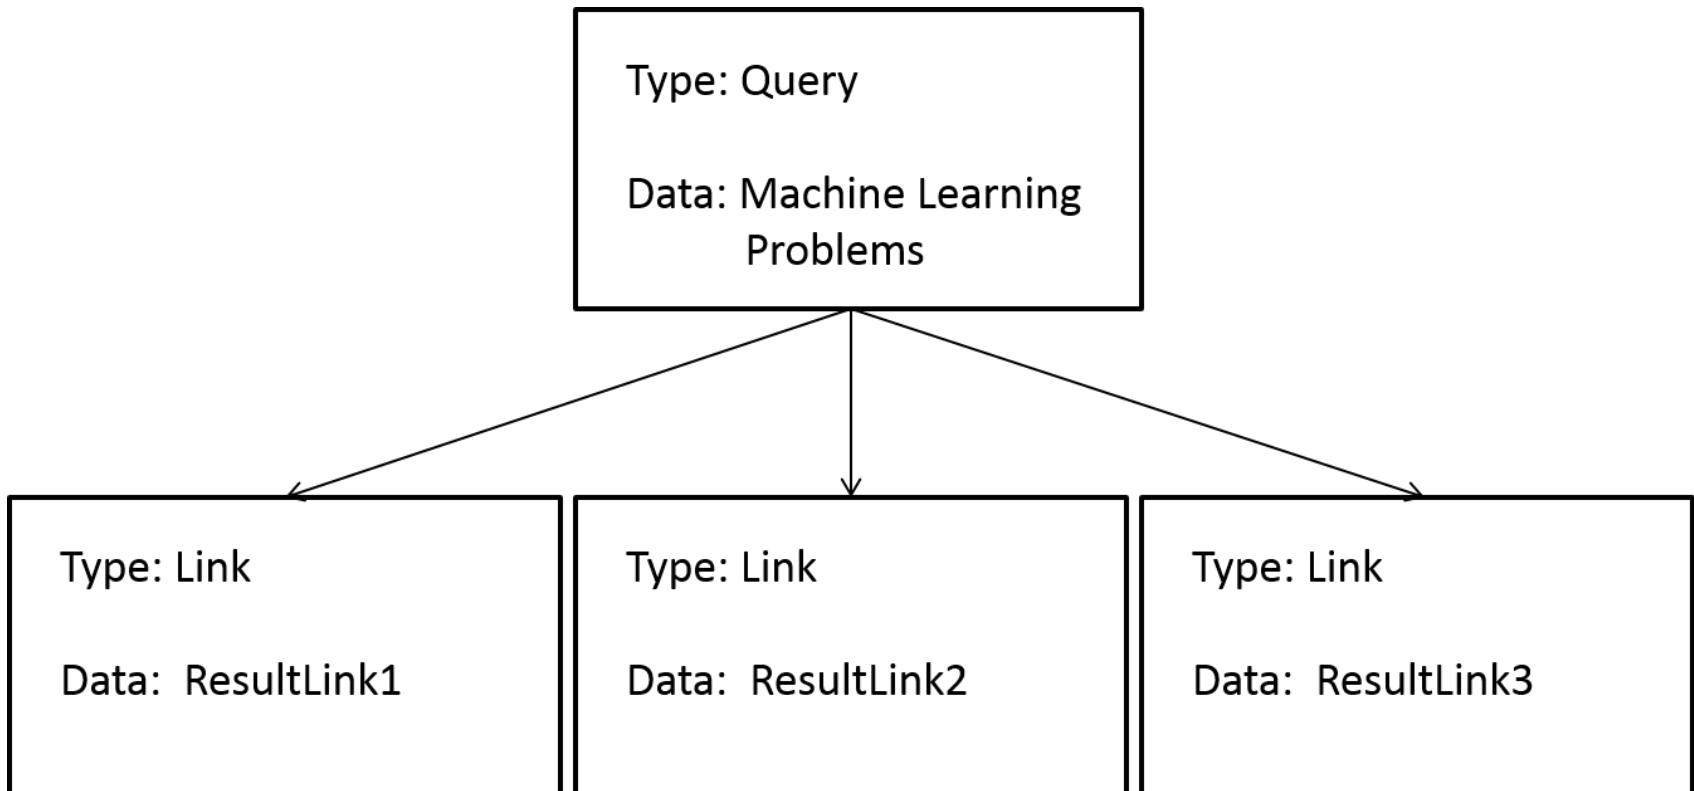 Type: Query
Data: Machine Learning
Problems
Type: Link
Data: ResultLink1
Type: Link
Data: ResultLink2
Type: Link
Data: ResultLink3